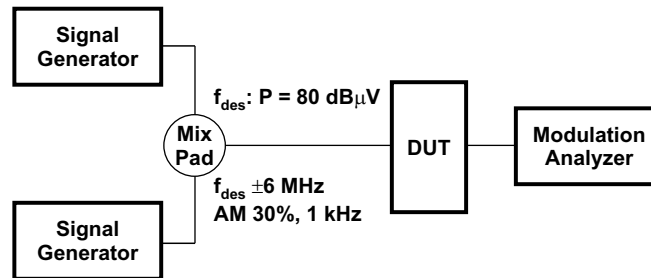 Signal
Generator
f_des: P = 80 dBμV
Mix
Pad
DUT
Modulation
Analyzer
f_des ±6 MHz
AM 30%, 1 kHz
Signal
Generator